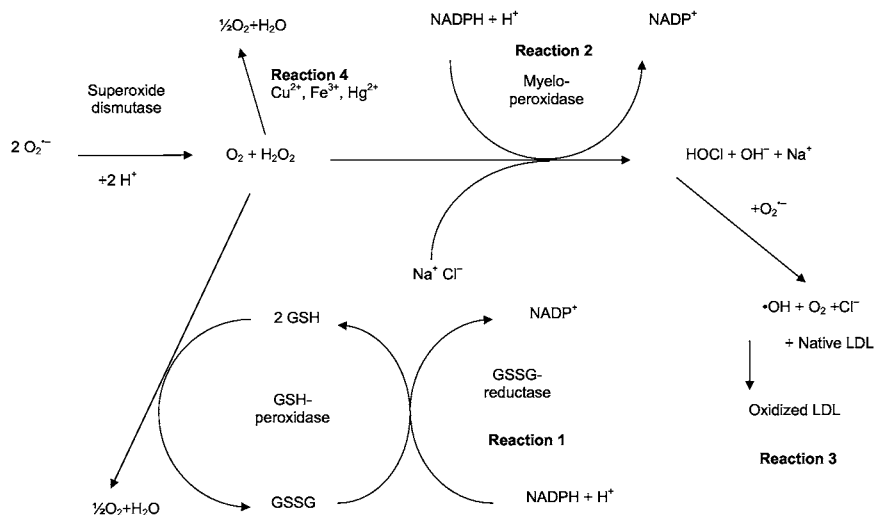 ½O₂+H₂O
NADPH + H⁺
NADP⁺
Reaction 2
Reaction 4
Cu²⁺, Fe³⁺, Hg²⁺
Myelo-
peroxidase
Superoxide
dismutase
2 O₂•−
O₂ + H₂O₂
HOCl + OH⁻ + Na⁺
+2 H⁺
+O₂•−
Na⁺ Cl⁻
2 GSH
NADP⁺
•OH + O₂ +Cl⁻
+ Native LDL
GSSG-
reductase
GSH-
peroxidase
Oxidized LDL
Reaction 1
Reaction 3
½O₂+H₂O
GSSG
NADPH + H⁺